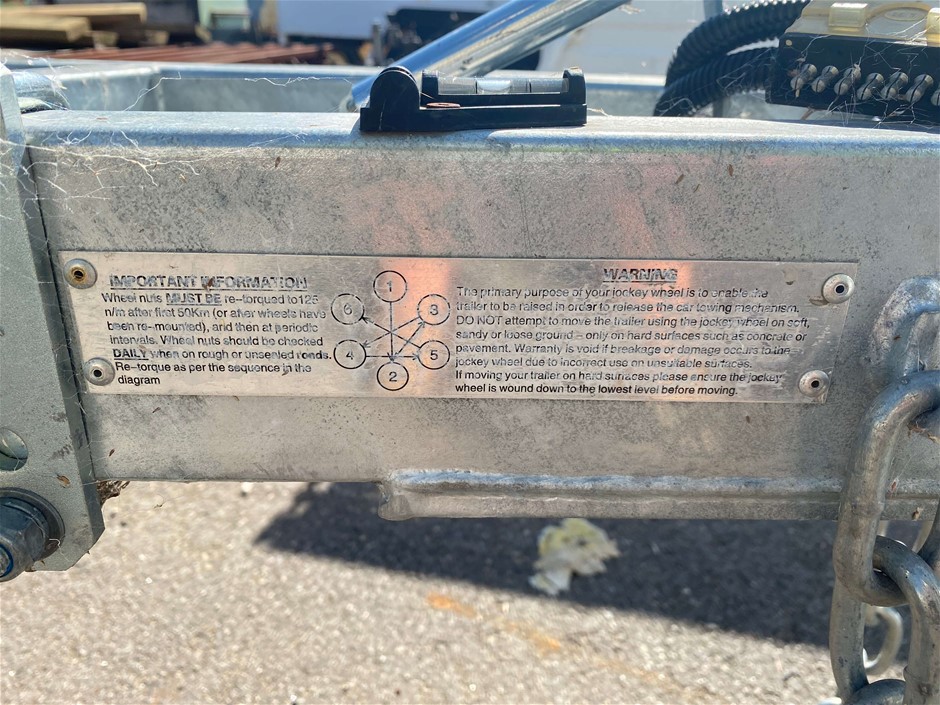 IMPORTANT INFORMATION
Wheel nuts MUST BE re-torqued to 125
n/m after first 50Km (or after wheels have
been re-mounted), and then at periodic
intervals. Wheel nuts should be checked
DAILY when on rough or unsealed roads.
Re-torque as per the sequence in the
diagram
1
6
3
4
5
2
WARNING
The primary purpose of your jockey wheel is to enable the
trailer to be raised in order to release the car towing mechanism.
DO NOT attempt to move the trailer using the jockey wheel on soft,
sandy or loose ground – only on hard surfaces such as concrete or
pavement. Warranty is void if breakage or damage occurs to the
jockey wheel due to incorrect use on unsuitable surfaces.
If moving your trailer on hard surfaces please ensure the jockey
wheel is wound down to the lowest level before moving.